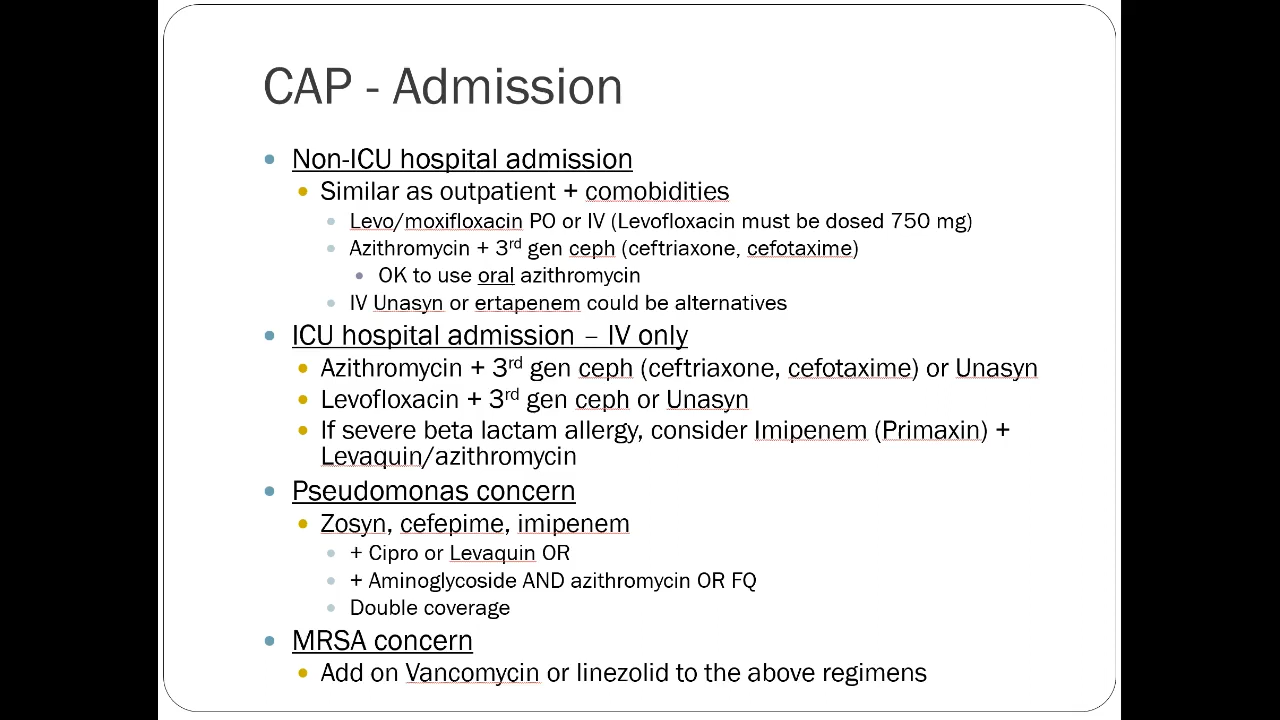 CAP - Admission
Non-ICU hospital admission
Similar as outpatient + comobidities
Levo/moxifloxacin PO or IV (Levofloxacin must be dosed 750 mg)
Azithromycin + 3rd gen ceph (ceftriaxone, cefotaxime)
OK to use oral azithromycin
IV Unasyn or ertapenem could be alternatives
ICU hospital admission – IV only
Azithromycin + 3rd gen ceph (ceftriaxone, cefotaxime) or Unasyn
Levofloxacin + 3rd gen ceph or Unasyn
If severe beta lactam allergy, consider Imipenem (Primaxin) +
Levaquin/azithromycin
Pseudomonas concern
Zosyn, cefepime, imipenem
+ Cipro or Levaquin OR
+ Aminoglycoside AND azithromycin OR FQ
Double coverage
MRSA concern
Add on Vancomycin or linezolid to the above regimens